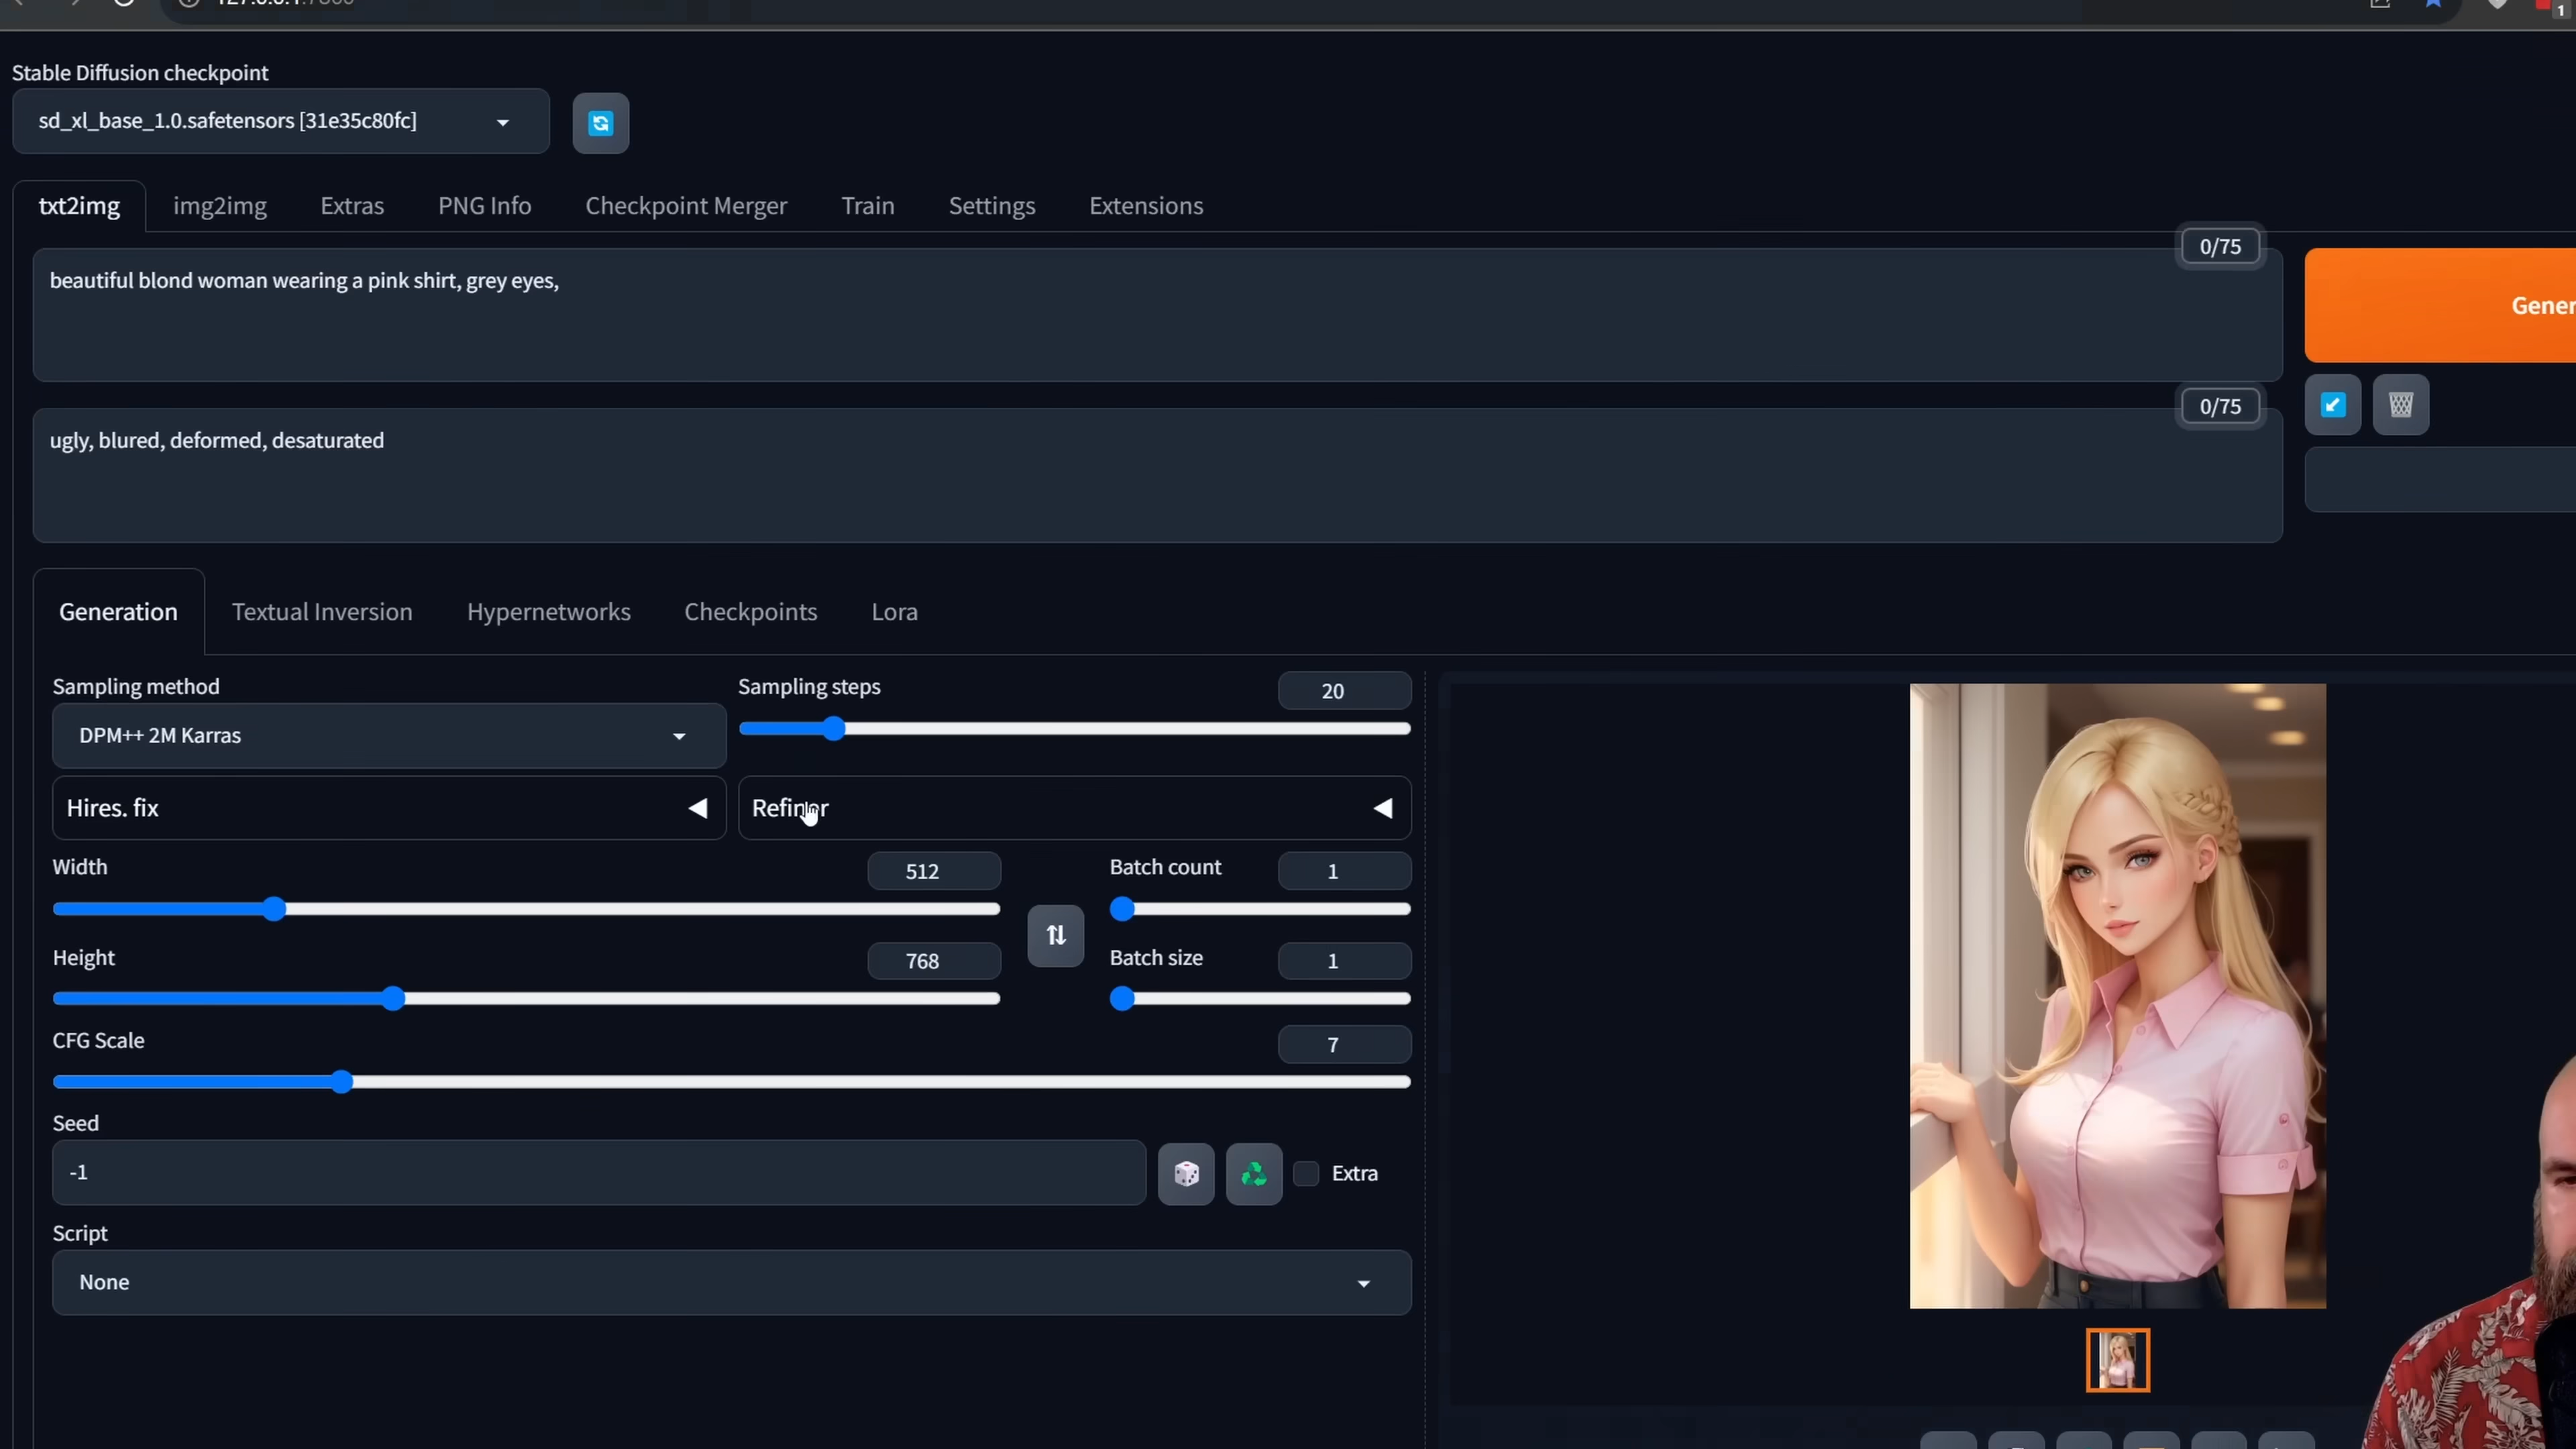 Stable Diffusion checkpoint
sd_xl_base_1.0.safetensors [31e35c80fc]
txt2img img2img Extras PNG Info Checkpoint Merger Train Settings Extensions
0/75
beautiful blond woman wearing a pink shirt, grey eyes,
0/75
ugly, blured, deformed, desaturated
Generation Textual Inversion Hypernetworks Checkpoints Lora
Sampling method
DPM++ 2M Karras
Sampling steps
20
Hires. fix
Refiner
Width
512
Batch count
1
Height
768
Batch size
1
CFG Scale
7
Seed
-1
Extra
Script
None
1